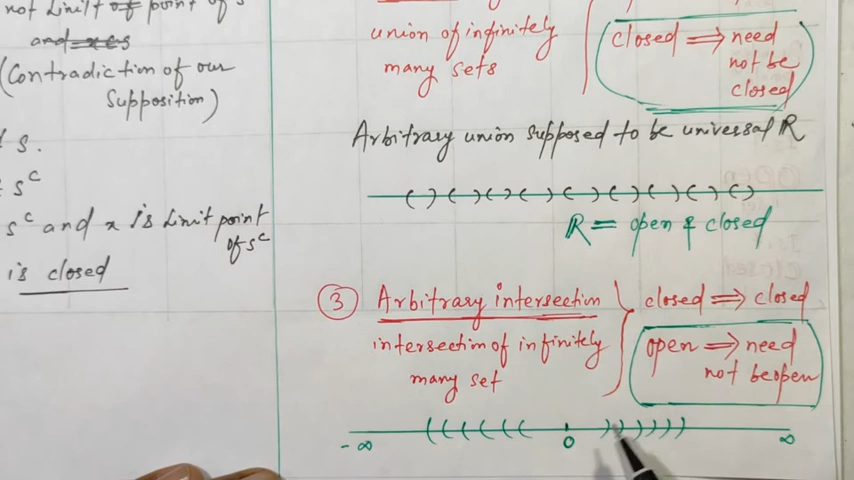 not Limit of point of s
and xes
(Contradiction of our
Supposition)
s.
s^c
s^c and x is Limit point
of s^c
is closed
union of infinitely
many sets
closed ⟹ need
not be
closed
Arbitrary union supposed to be universal ℝ
( ) ( ) ( ) ( ) ( ) ( ) ( ) ( ) ( )
ℝ = open & closed
③ Arbitrary intersection
intersection of infinitely
many set
closed ⟹ closed
open ⟹ need
not be open
( ( ( ( ( ( ) ) ) ) ) )
-∞ 0 ∞